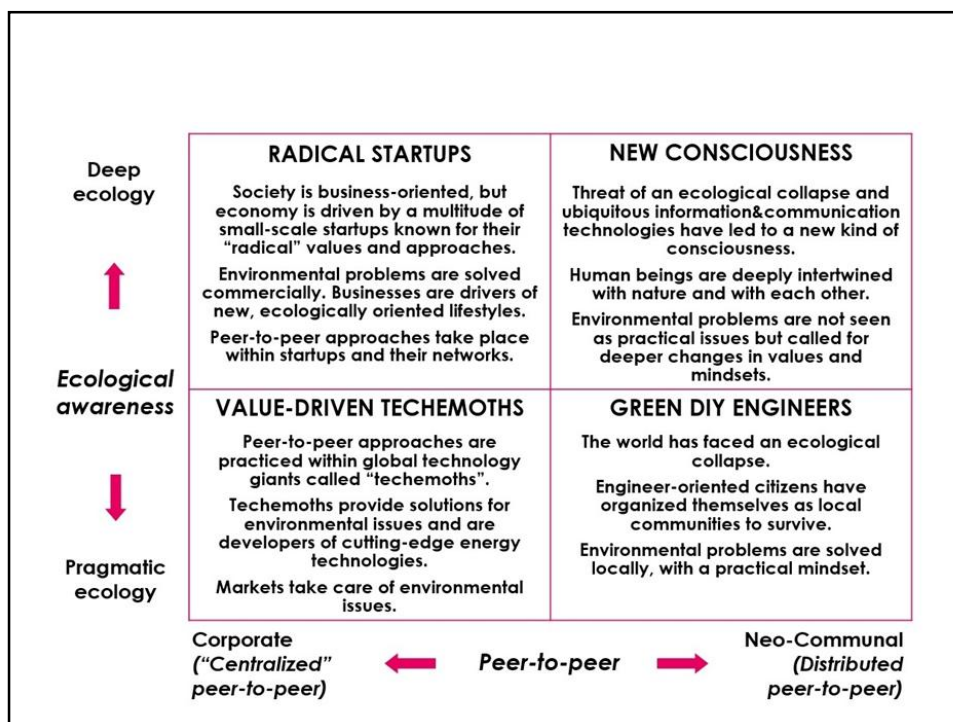 Deep
ecology
Ecological
awareness
Pragmatic
ecology
RADICAL STARTUPS
Society is business-oriented, but
economy is driven by a multitude of
small-scale startups known for their
“radical” values and approaches.
Environmental problems are solved
commercially. Businesses are drivers of
new, ecologically oriented lifestyles.
Peer-to-peer approaches take place
within startups and their networks.
NEW CONSCIOUSNESS
Threat of an ecological collapse and
ubiquitous information&communication
technologies have led to a new kind of
consciousness.
Human beings are deeply intertwined
with nature and with each other.
Environmental problems are not seen
as practical issues but called for
deeper changes in values and
mindsets.
VALUE-DRIVEN TECHEMOTHS
Peer-to-peer approaches are
practiced within global technology
giants called “techemoths”.
Techemoths provide solutions for
environmental issues and are
developers of cutting-edge energy
technologies.
Markets take care of environmental
issues.
GREEN DIY ENGINEERS
The world has faced an ecological
collapse.
Engineer-oriented citizens have
organized themselves as local
communities to survive.
Environmental problems are solved
locally, with a practical mindset.
Corporate
(“Centralized”
peer-to-peer)
Peer-to-peer
Neo-Communal
(Distributed
peer-to-peer)